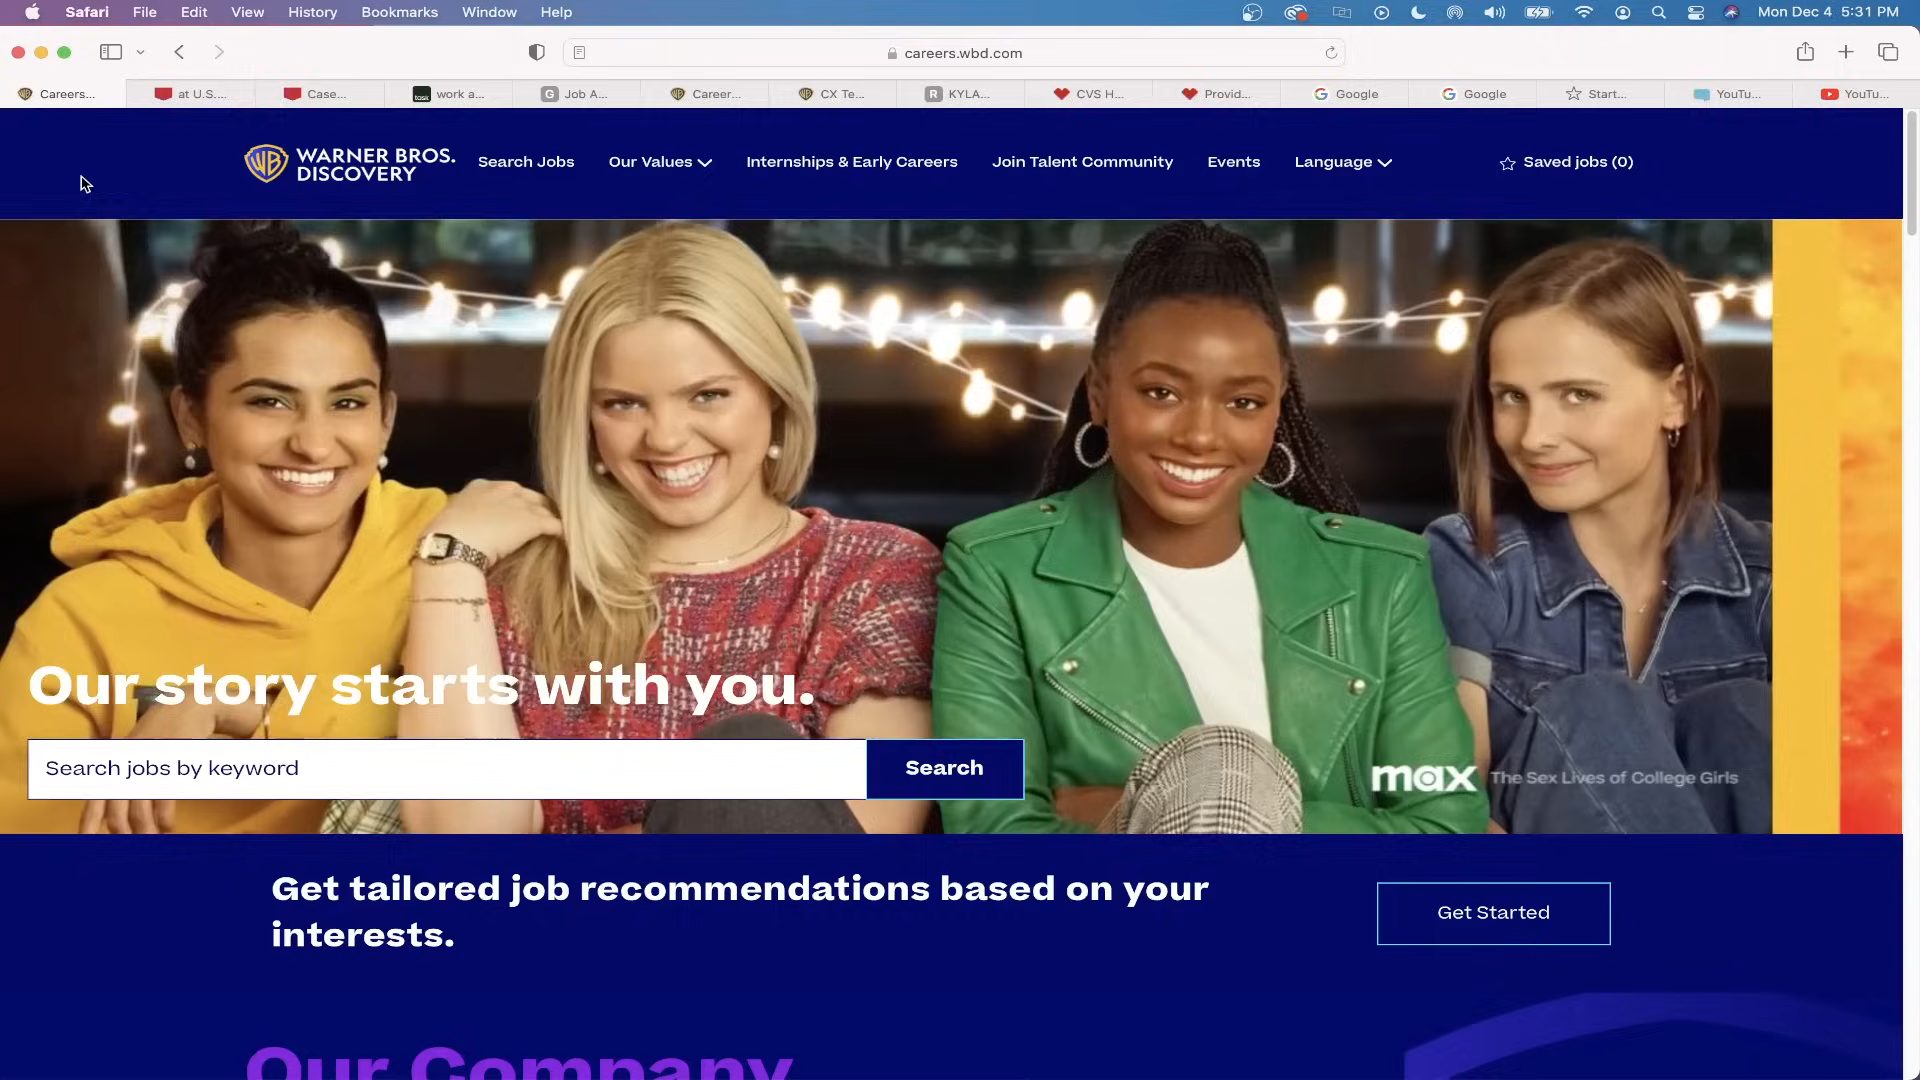 Safari File Edit View History Bookmarks Window Help Mon Dec 4 5:31 PM
careers.wbd.com
Careers... at U.S.... Case... task work a... G Job A... Career... CX Te... R KYLA... CVS H... Provid... Google Google Start... YouTu... YouTu...
WB WARNER BROS. DISCOVERY
Search Jobs Our Values Internships & Early Careers Join Talent Community Events Language Saved jobs (0)
Our story starts with you.
Search jobs by keyword Search
max The Sex Lives of College Girls
Get tailored job recommendations based on your
interests.
Get Started
Our Company